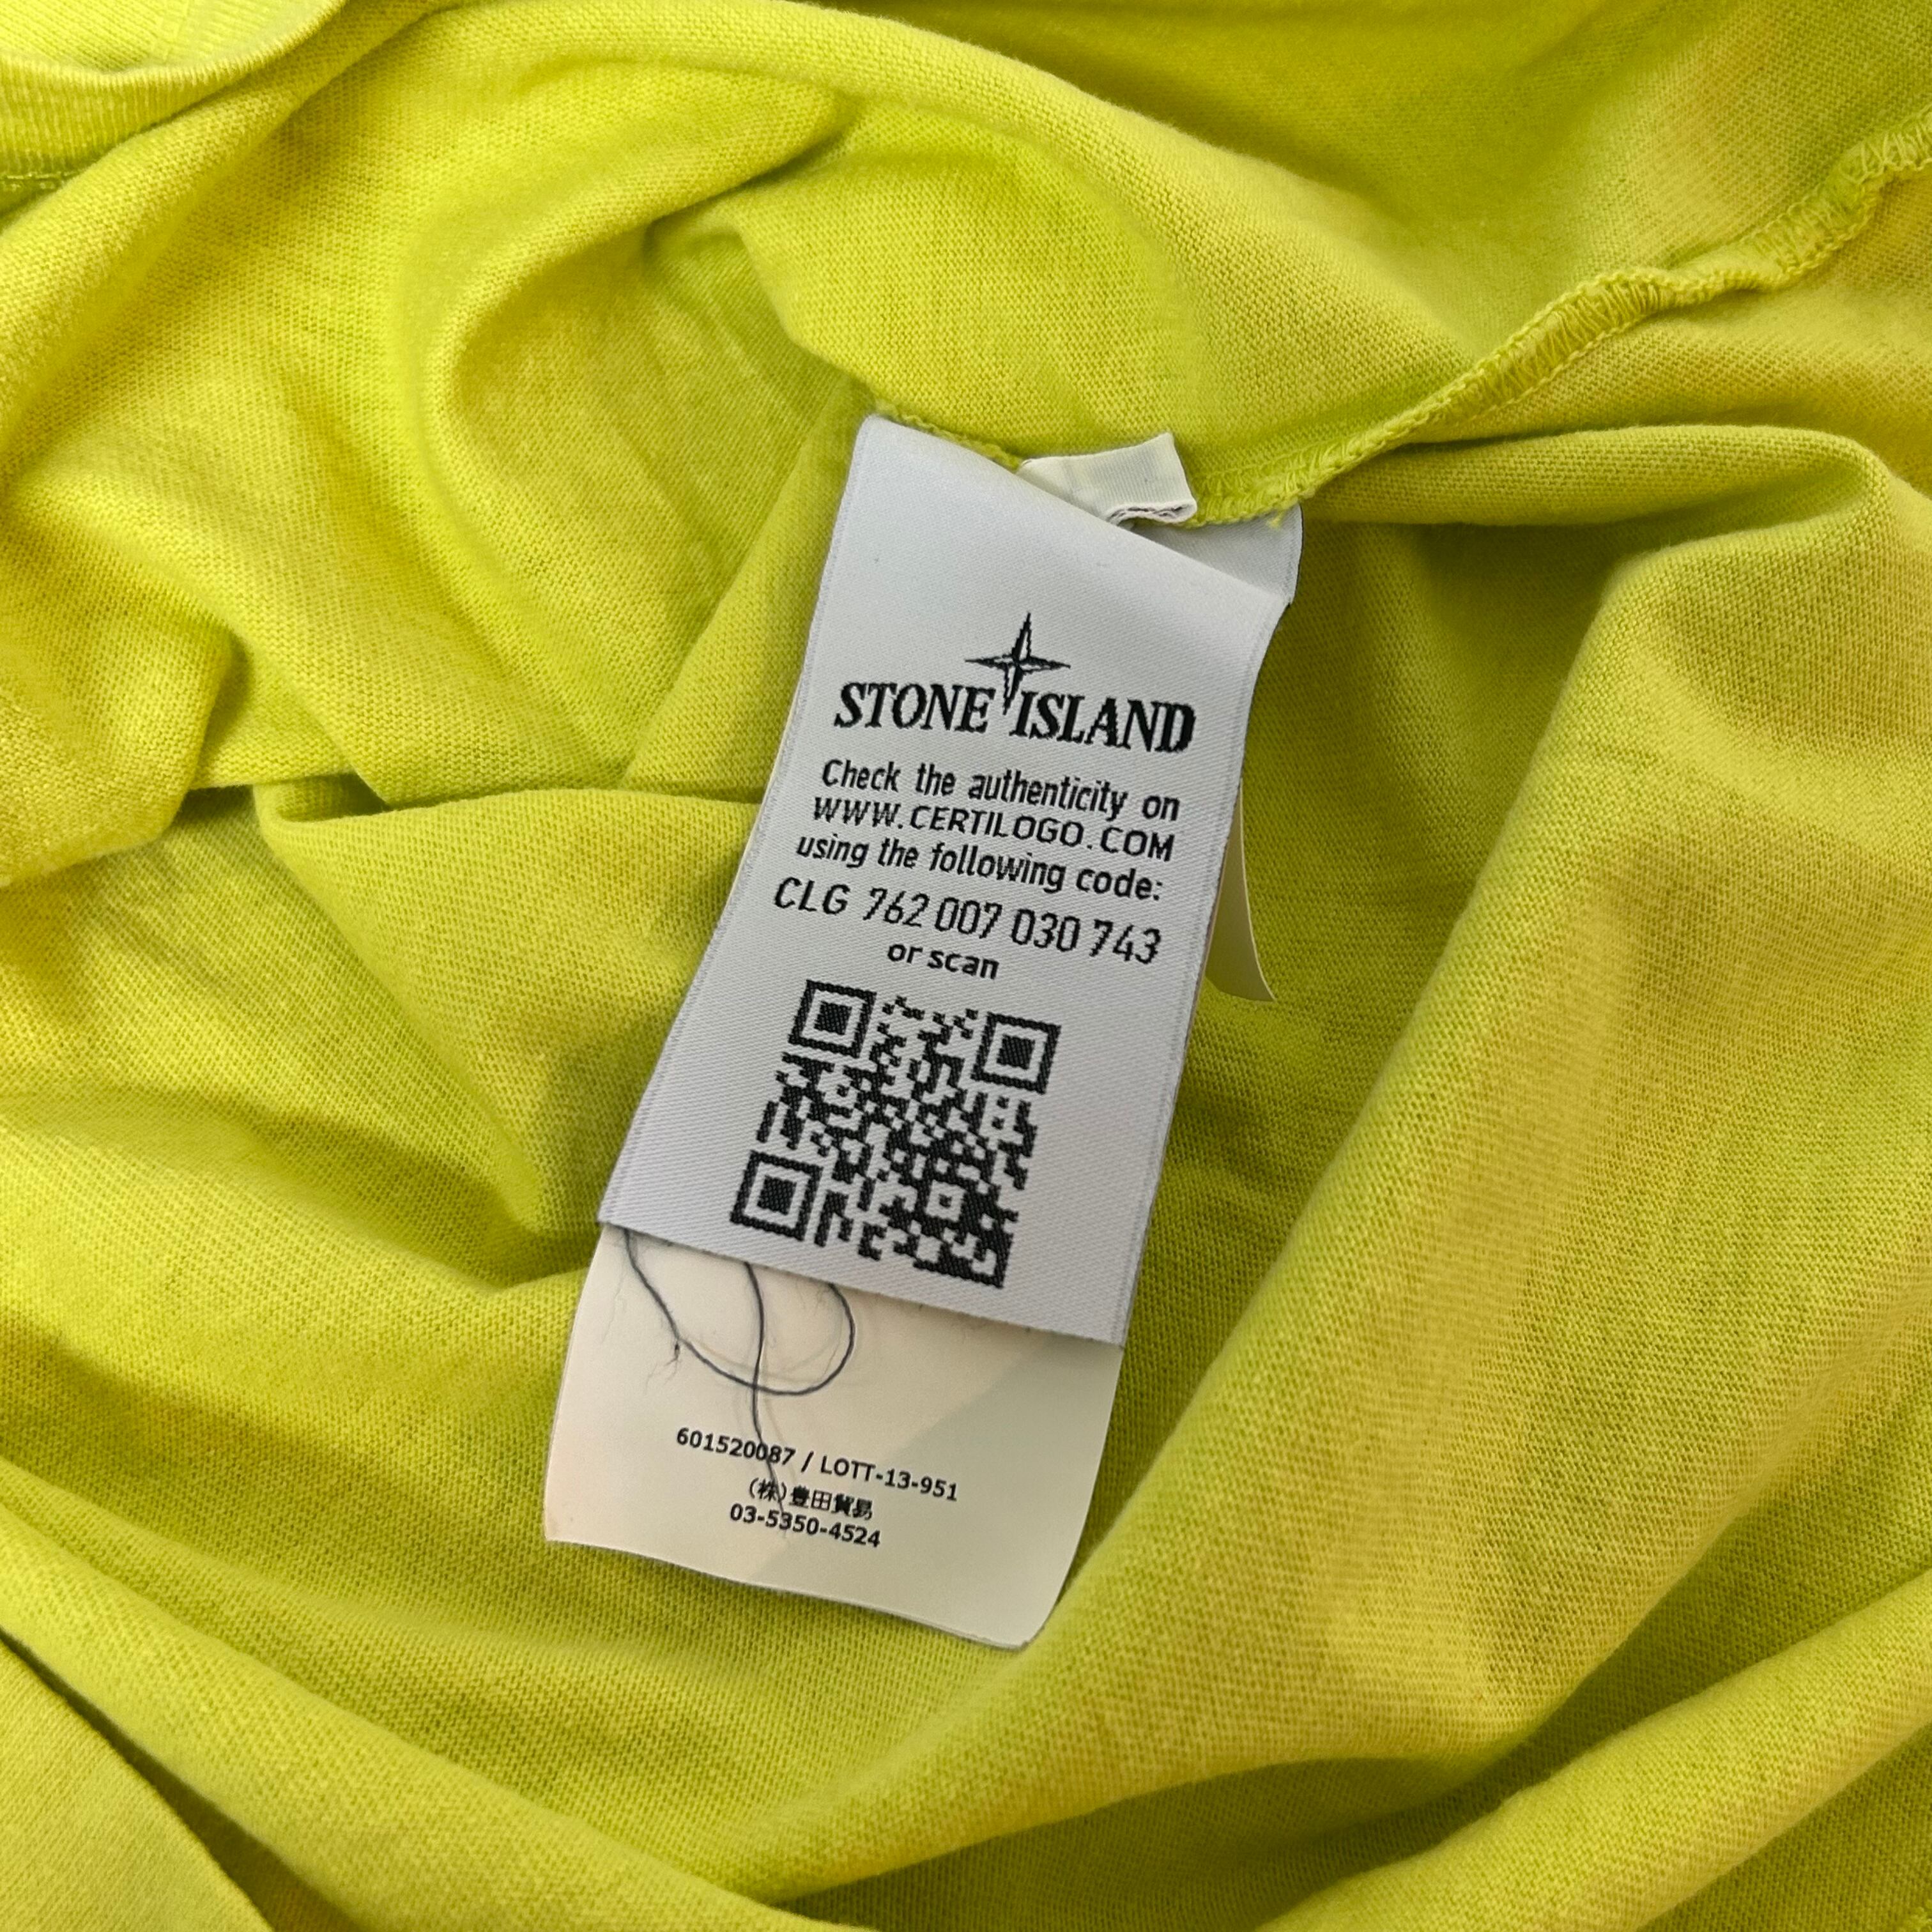 STONE ISLAND
Check the authenticity on
WWW.CERTILOGO.COM
using the following code:
CLG 762 007 030 743
or scan
601520087 / LOTT-13-951
(株)豊田貿易
03-5350-4524